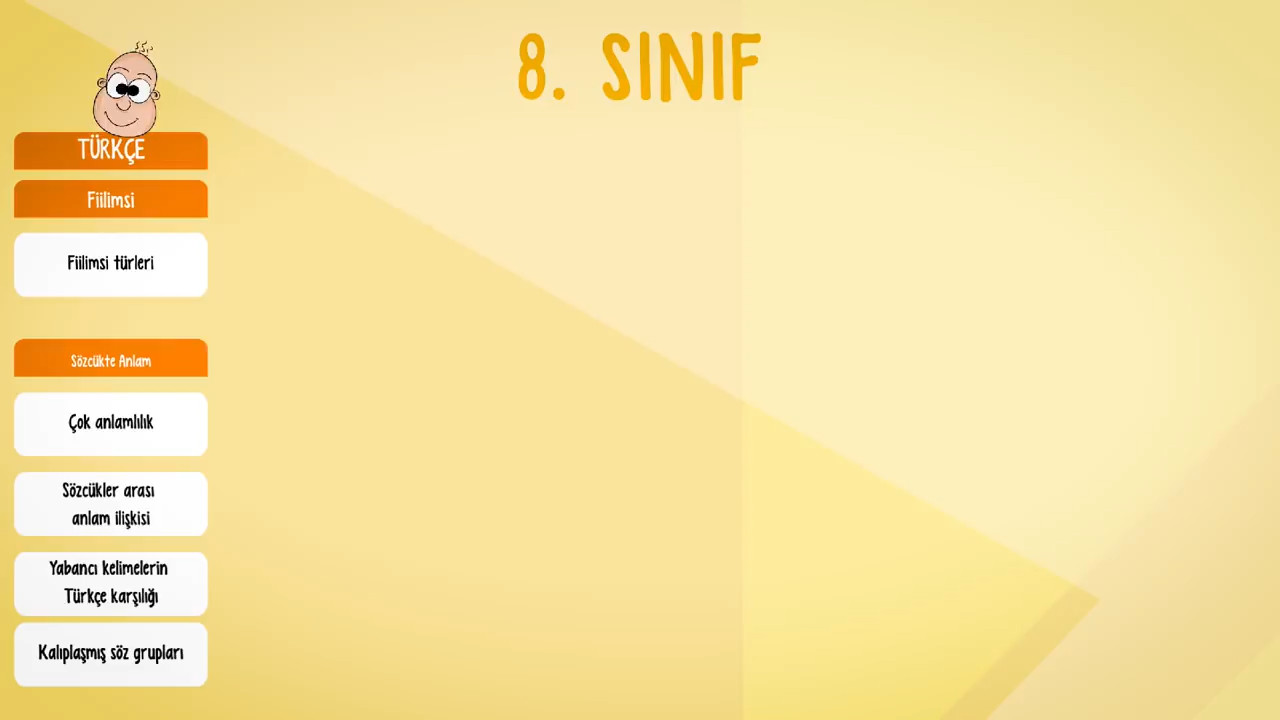 8. SINIF
TÜRKÇE
Fiilimsi
Fiilimsi türleri
Sözcükte Anlam
Çok anlamlılık
Sözcükler arası
anlam ilişkisi
Yabancı kelimelerin
Türkçe karşılığı
Kalıplaşmış söz grupları